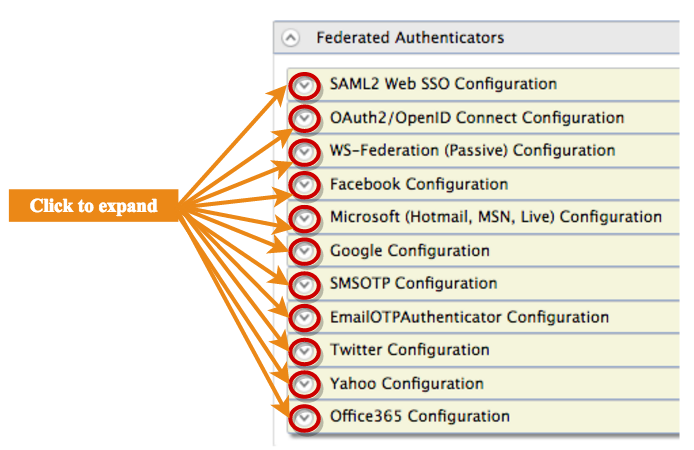 Federated Authenticators
SAML2 Web SSO Configuration
OAuth2/OpenID Connect Configuration
WS-Federation (Passive) Configuration
Facebook Configuration
Click to expand
Microsoft (Hotmail, MSN, Live) Configuration
Google Configuration
SMSOTP Configuration
EmailOTPAuthenticator Configuration
Twitter Configuration
Yahoo Configuration
Office365 Configuration